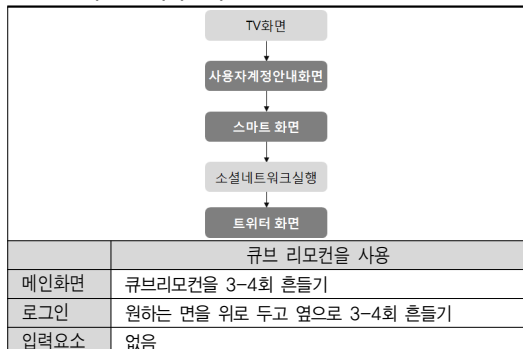 TV화면
사용자계정안내화면
스마트 화면
소셜네트워크실행
트위터 화면
큐브 리모컨을 사용
메인화면 큐브리모컨을 3-4회 흔들기
로그인 원하는 면을 위로 두고 옆으로 3-4회 흔들기
입력요소 없음